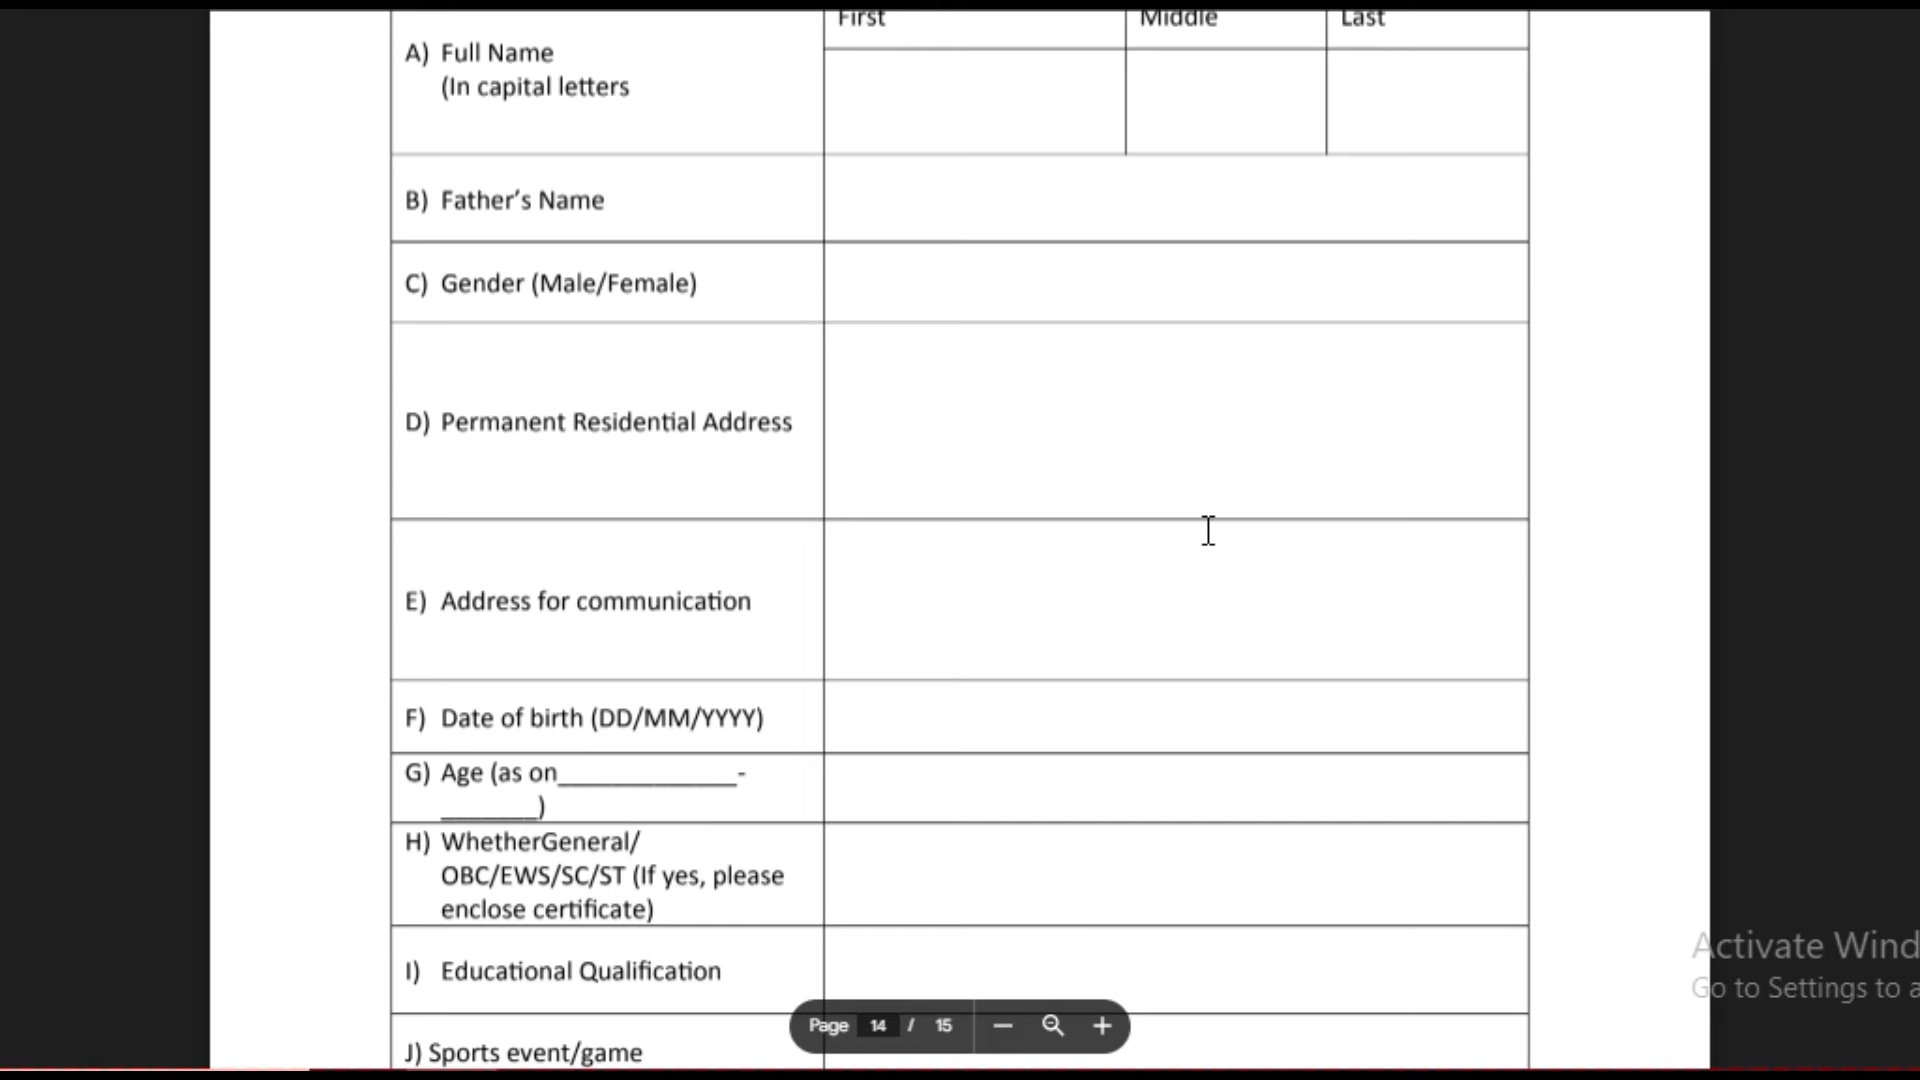 First Middle Last
A) Full Name
(In capital letters
B) Father’s Name
C) Gender (Male/Female)
D) Permanent Residential Address
E) Address for communication
F) Date of birth (DD/MM/YYYY)
G) Age (as on_____________-
_______)
H) WhetherGeneral/
OBC/EWS/SC/ST (If yes, please
enclose certificate)
I) Educational Qualification
J) Sports event/game
Page 14 / 15
Activate Wind
Go to Settings to a